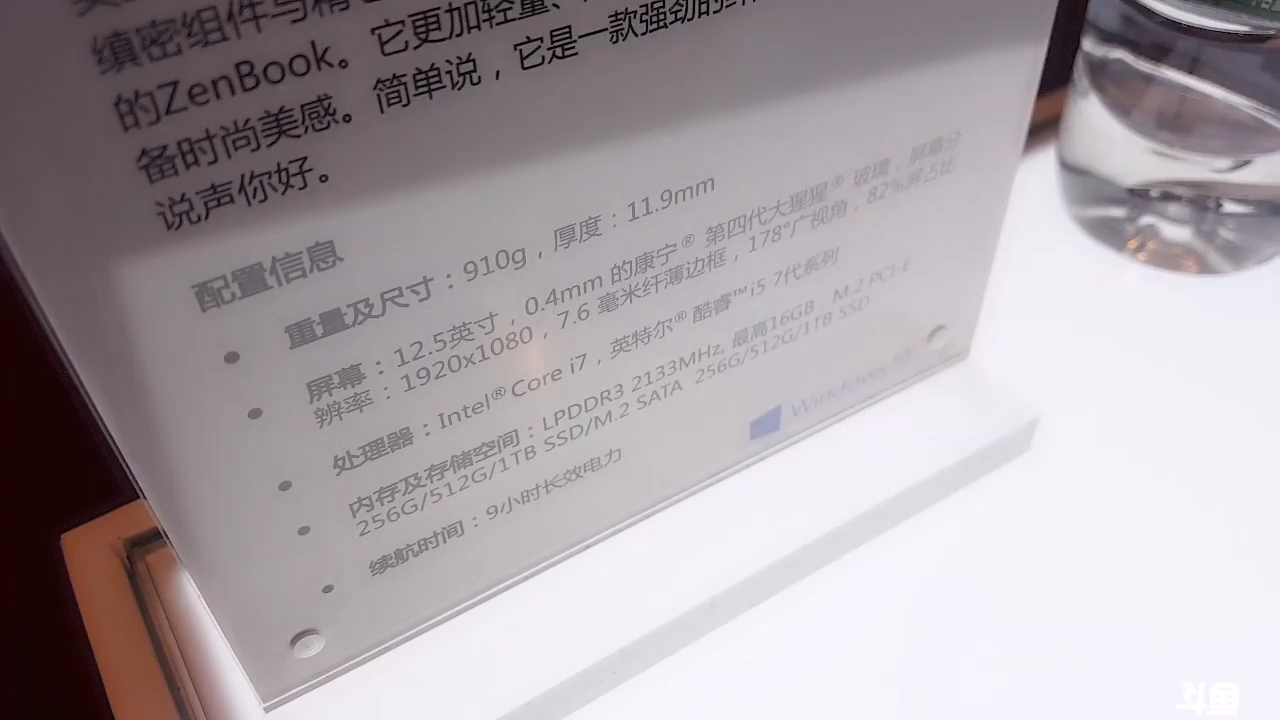 缜密组件与精
的ZenBook。它更加轻量、
备时尚美感。简单说，它是一款强劲的
说声你好。
配置信息
重量及尺寸：910g，厚度：11.9mm
屏幕：12.5英寸，0.4mm 的康宁® 第四代大猩猩® 玻璃，屏幕分
辨率：1920x1080，7.6 毫米纤薄边框，178°广视角，82%屏占比
处理器：Intel® Core i7，英特尔® 酷睿™i5 7代系列
内存及存储空间：LPDDR3 2133MHz, 最高16GB，M.2 PCI-E
256G/512G/1TB SSD/M.2 SATA 256G/512G/1TB SSD
续航时间：9小时长效电力
Windows
斗鱼